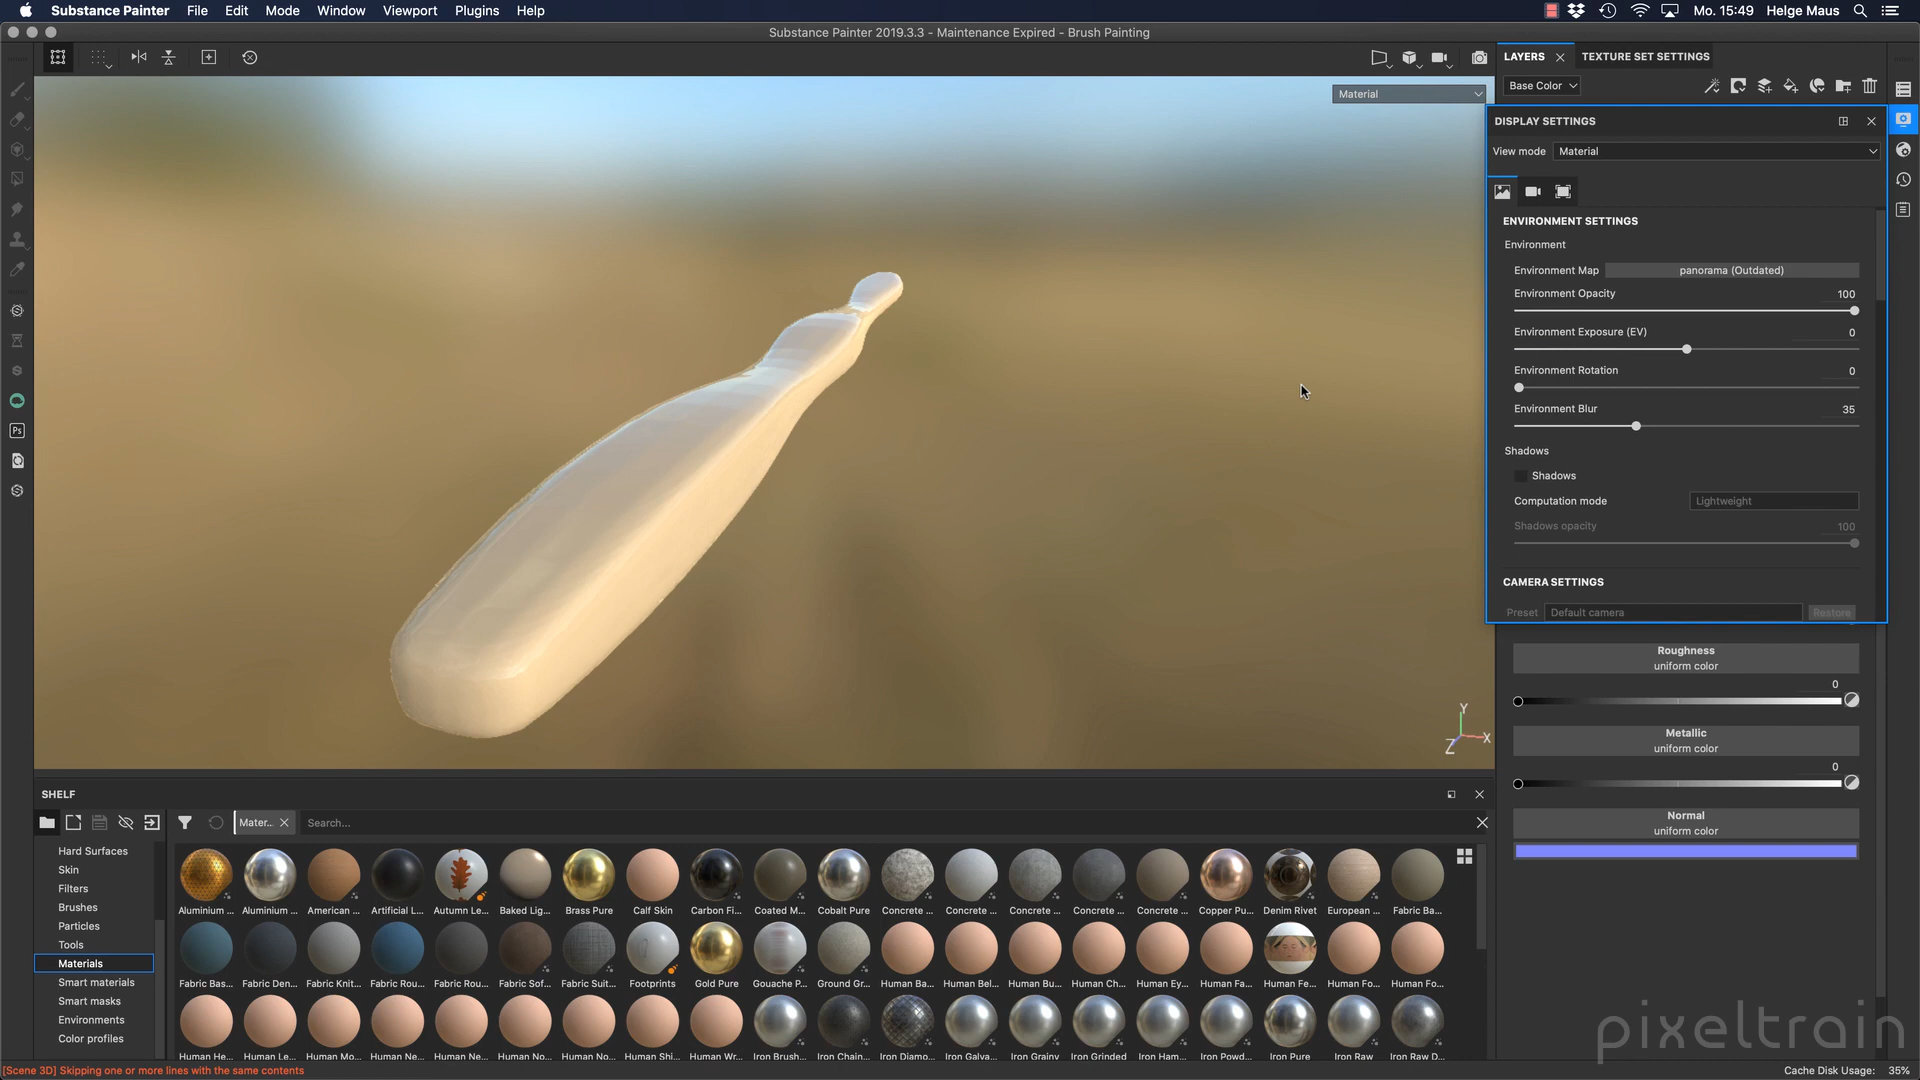 Substance Painter File Edit Mode Window Viewport Plugins Help
Mo. 15:49 Helge Maus
Substance Painter 2019.3.3 - Maintenance Expired - Brush Painting
LAYERS
TEXTURE SET SETTINGS
Base Color
Material
DISPLAY SETTINGS
View mode Material
ENVIRONMENT SETTINGS
Environment
Environment Map panorama (Outdated)
Environment Opacity 100
Environment Exposure (EV) 0
Environment Rotation 0
Environment Blur 35
Shadows
Shadows
Computation mode Lightweight
Shadows opacity 100
CAMERA SETTINGS
Preset Default camera Restore
Roughness
uniform color
0
Metallic
uniform color
0
Normal
uniform color
Y
X
Z
Ps
SHELF
Mater... Search...
Hard Surfaces
Skin
Filters
Brushes
Particles
Tools
Materials
Smart materials
Smart masks
Environments
Color profiles
Aluminium ... Aluminium ... American ... Artificial L... Autumn Le... Baked Lig... Brass Pure Calf Skin Carbon Fi... Coated M... Cobalt Pure Concrete ... Concrete ... Concrete ... Concrete ... Concrete ... Copper Pu... Denim Rivet European ... Fabric Ba...
Fabric Bas... Fabric Den... Fabric Knit... Fabric Rou... Fabric Rou... Fabric Sof... Fabric Suit... Footprints Gold Pure Gouache P... Ground Gr... Human Ba... Human Bel... Human Bu... Human Ch... Human Ey... Human Fa... Human Fe... Human Fo... Human Fo...
Human He... Human Le... Human Mo... Human Ne... Human Ne... Human No... Human No... Human Shi... Human Wr... Iron Brush... Iron Chain... Iron Diamo... Iron Galva... Iron Grainy Iron Grinded Iron Ham... Iron Powd... Iron Pure Iron Raw Iron Raw D...
pixeltrain
[Scene 3D] Skipping one or more lines with the same contents
Cache Disk Usage: 35%